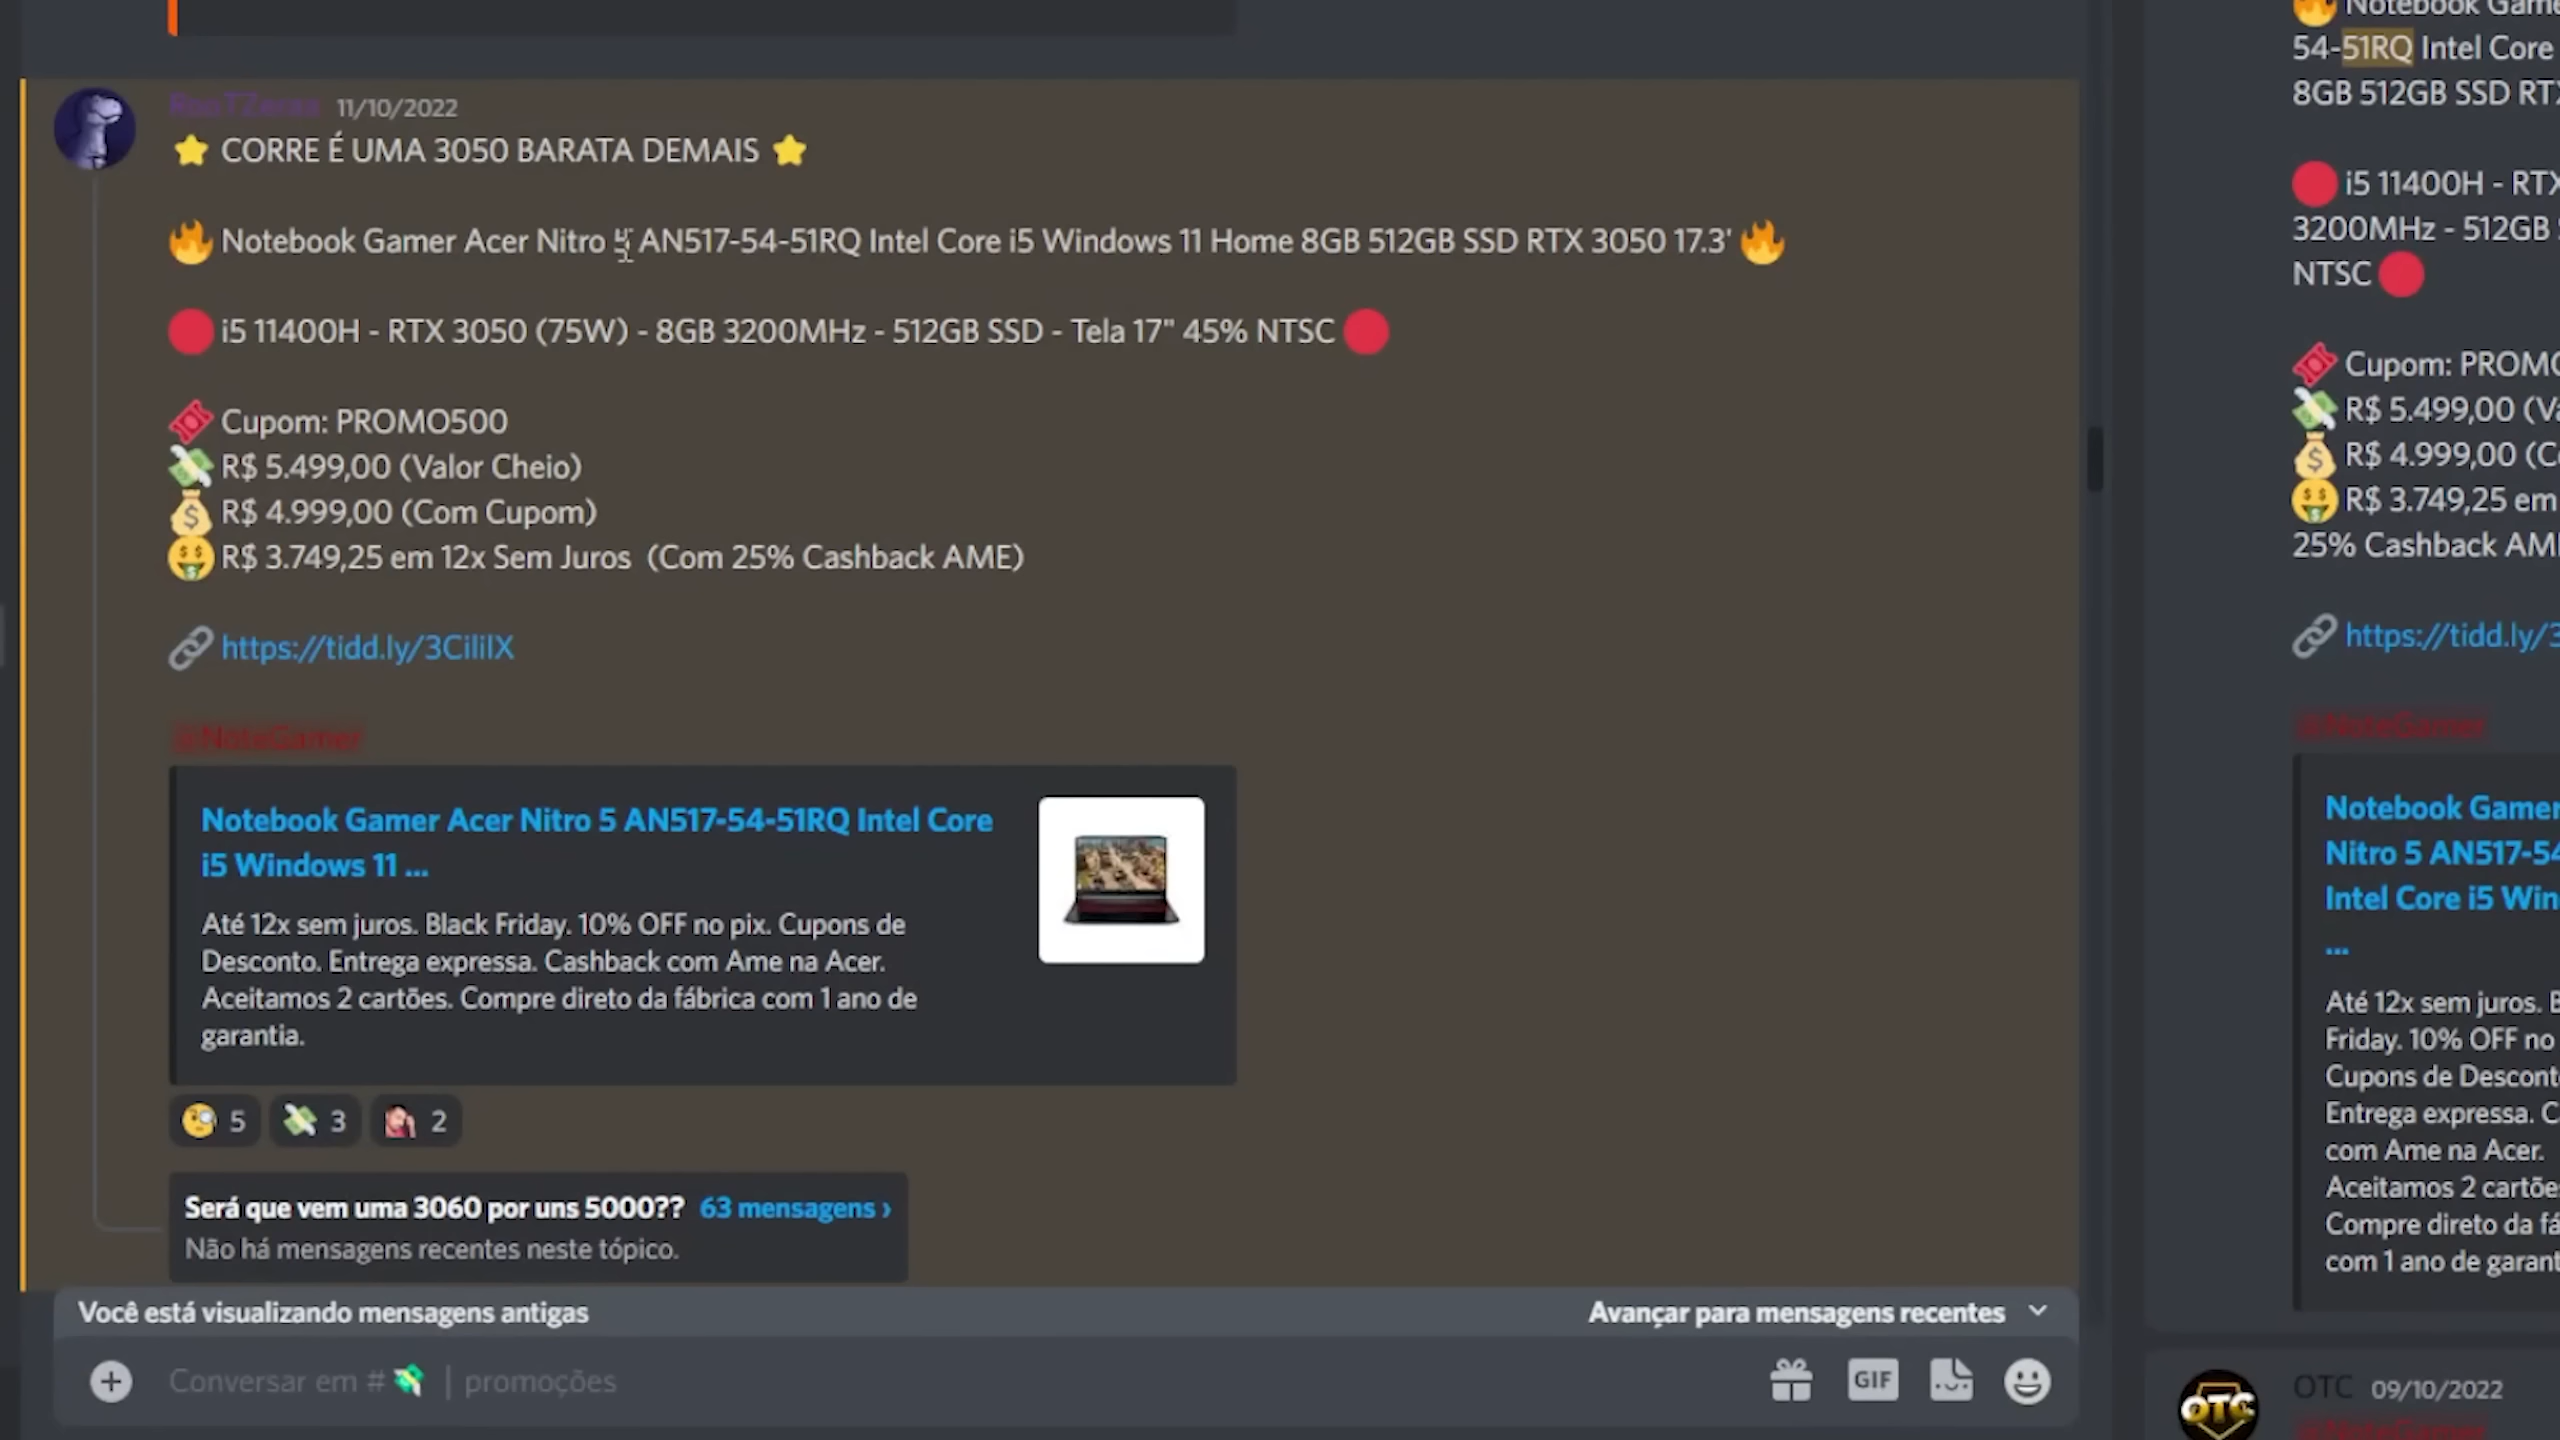 11/10/2022
CORRE É UMA 3050 BARATA DEMAIS
Notebook Gamer Acer Nitro 5 AN517-54-51RQ Intel Core i5 Windows 11 Home 8GB 512GB SSD RTX 3050 17.3'
i5 11400H - RTX 3050 (75W) - 8GB 3200MHz - 512GB SSD - Tela 17" 45% NTSC
Cupom: PROMO500
R$ 5.499,00 (Valor Cheio)
R$ 4.999,00 (Com Cupom)
R$ 3.749,25 em 12x Sem Juros (Com 25% Cashback AME)
https://tidd.ly/3CililX
@NoteGamer
Notebook Gamer Acer Nitro 5 AN517-54-51RQ Intel Core
i5 Windows 11 ...
Até 12x sem juros. Black Friday. 10% OFF no pix. Cupons de
Desconto. Entrega expressa. Cashback com Ame na Acer.
Aceitamos 2 cartões. Compre direto da fábrica com 1 ano de
garantia.
5 3 2
Será que vem uma 3060 por uns 5000?? 63 mensagens ›
Não há mensagens recentes neste tópico.
Você está visualizando mensagens antigas Avançar para mensagens recentes
Conversar em # | promoções
GIF
Notebook Game
54-51RQ Intel Core
8GB 512GB SSD RTX
i5 11400H - RTX
3200MHz - 512GB
NTSC
Cupom: PROMO
R$ 5.499,00 (Va
R$ 4.999,00 (Co
R$ 3.749,25 em
25% Cashback AME
https://tidd.ly/3
@NoteGamer
Notebook Gamer
Nitro 5 AN517-54
Intel Core i5 Win
...
Até 12x sem juros. B
Friday. 10% OFF no
Cupons de Descont
Entrega expressa. C
com Ame na Acer.
Aceitamos 2 cartõe
Compre direto da fá
com 1 ano de garant
OTC
OTC 09/10/2022
@NoteGamer